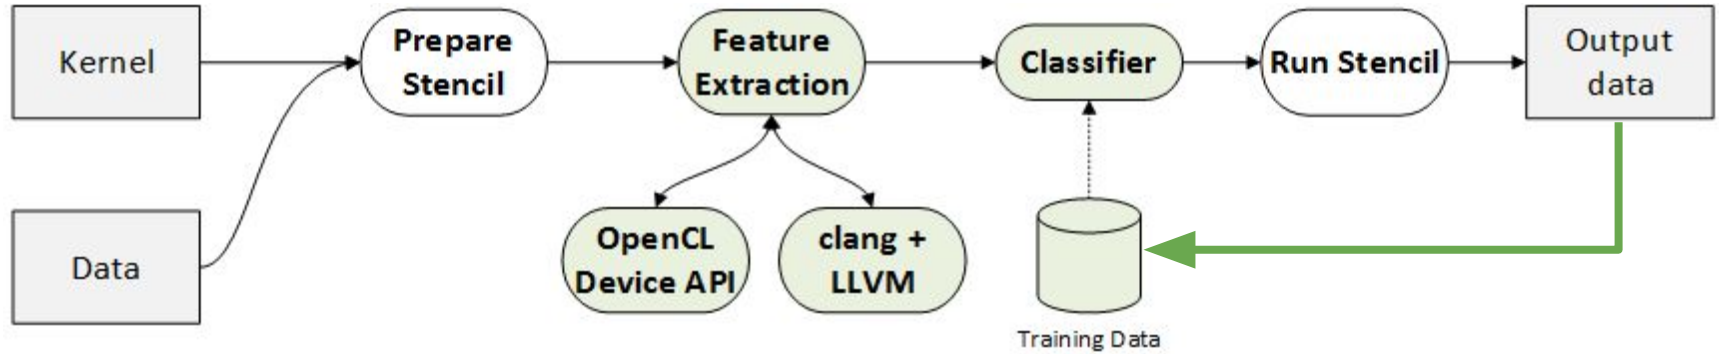 Kernel
Prepare
Stencil
Feature
Extraction
Classifier
Run Stencil
Output
data
Data
OpenCL
Device API
clang +
LLVM
Training Data